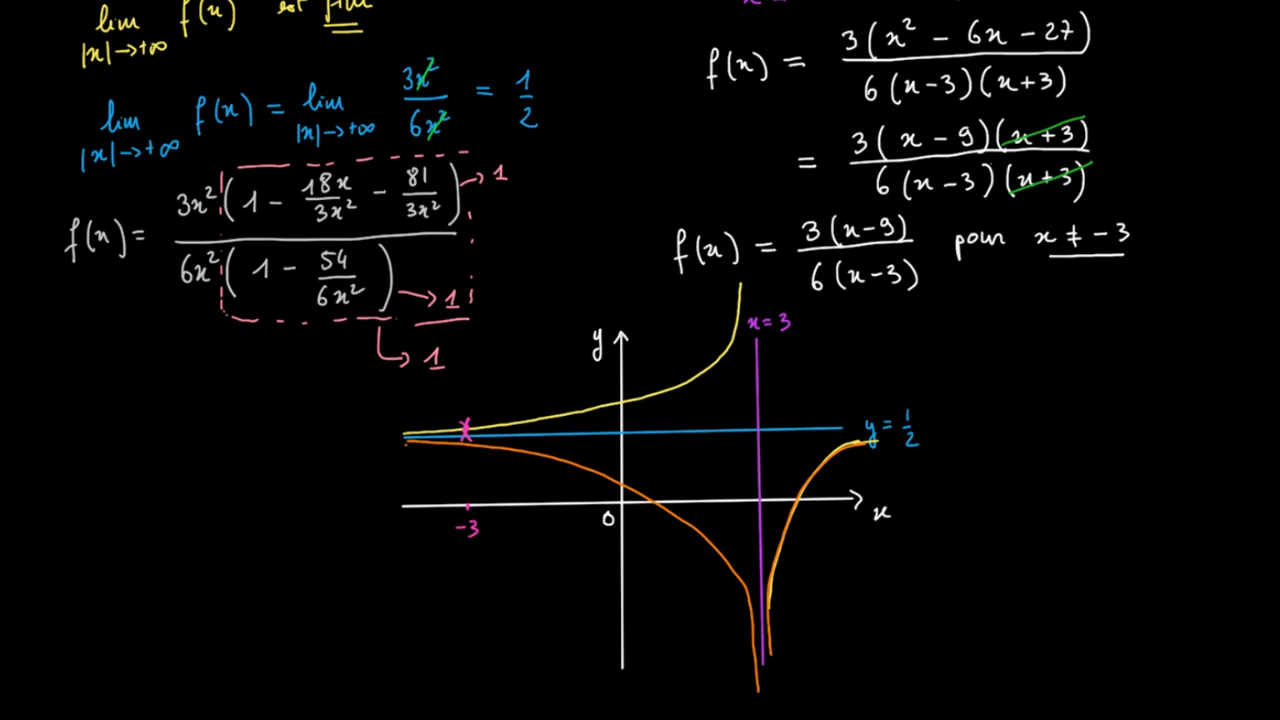 lim f(x) est fini
|x|→+∞
lim f(x) = lim 3x²/6x² = 1/2
|x|→+∞ |x|→+∞
f(x) = 3x²(1 - 18x/3x² - 81/3x²) → 1
6x²(1 - 54/6x²) → 1
→ 1
f(x) = 3(x² - 6x - 27)
6(x-3)(x+3)
= 3(x-9)(x+3)
6(x-3)(x+3)
f(x) = 3(x-9)/6(x-3) pour x ≠ -3
y
x=3
y = 1/2
-3
0
x